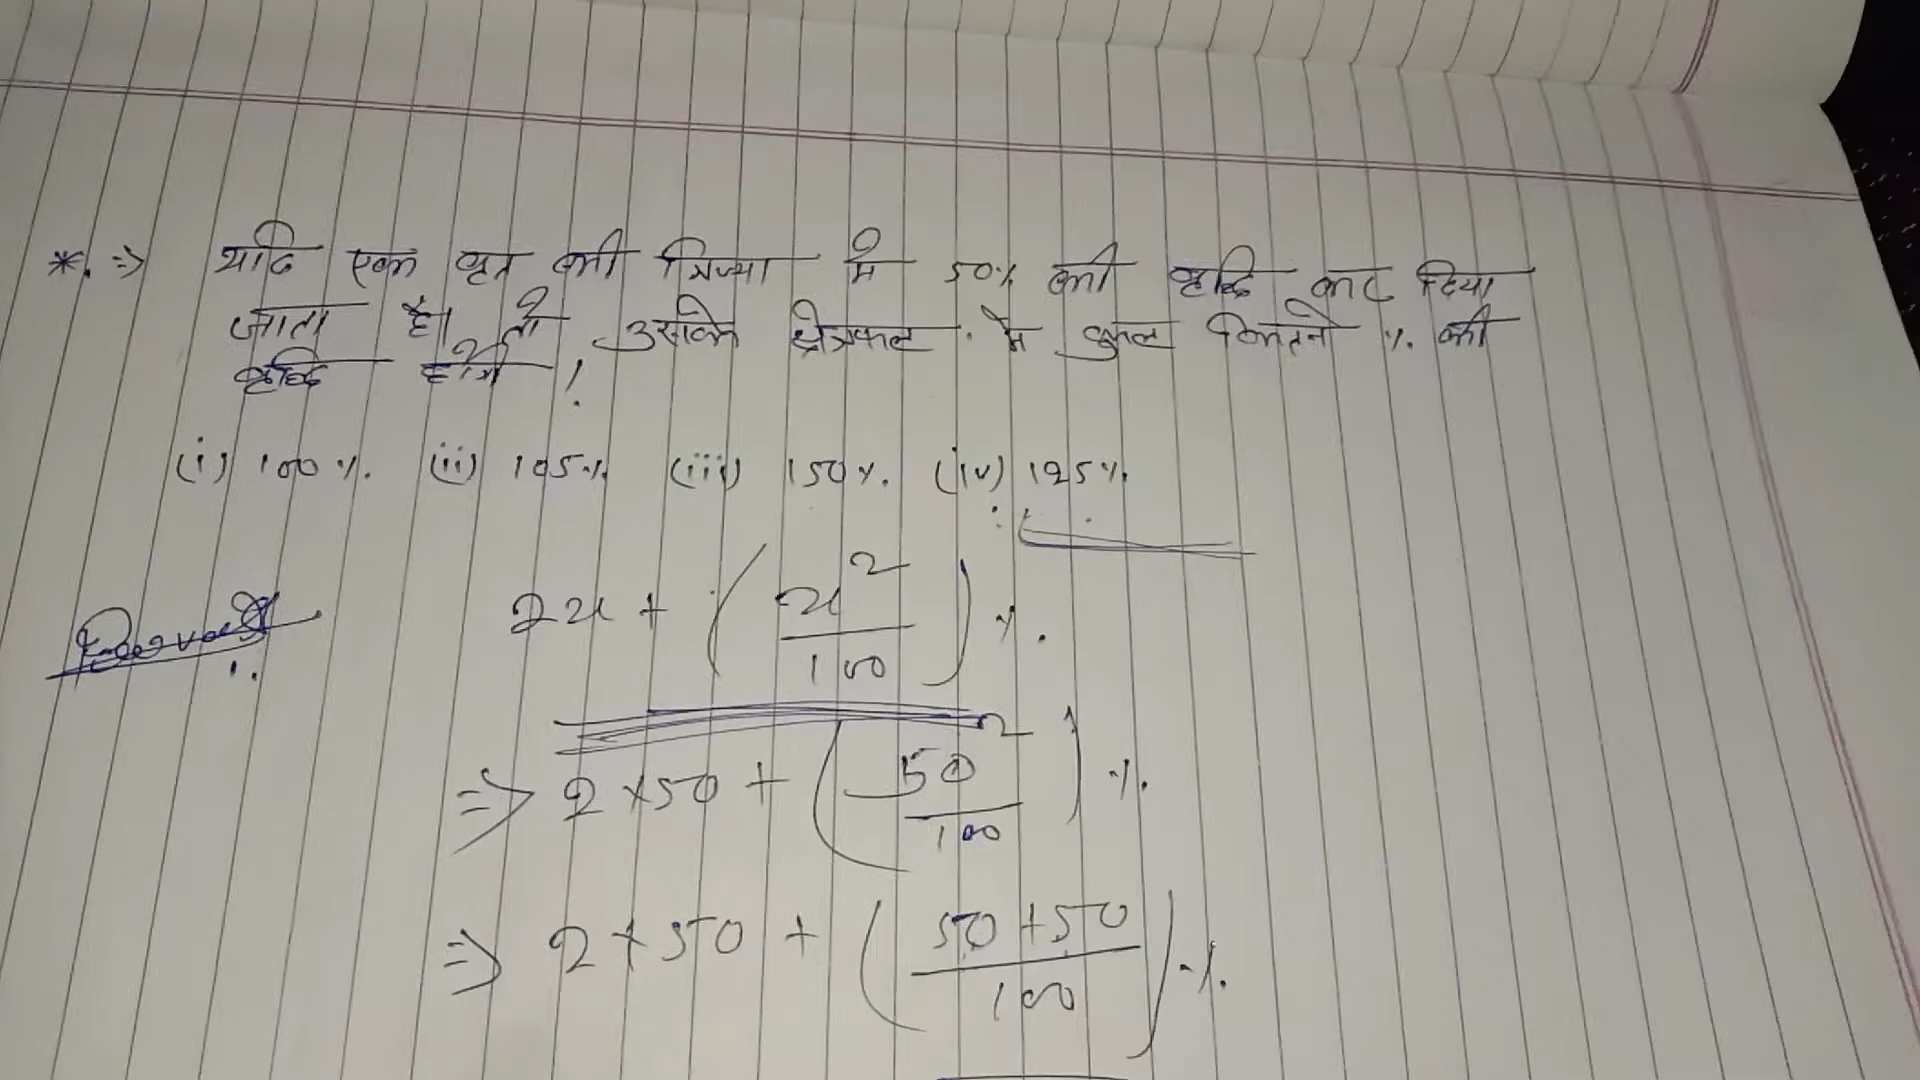 *. => यदि एक वृत की त्रिज्या मे 50% की वृद्धि कर दिया
जाता है। तो उसके क्षेत्रफल मे कुल कितने % की
वृद्धि होगी !
(i) 100%. (ii) 105%. (iii) 150%. (iv) 125%.
2x + (x²/100)%.
=> 2×50 + (50²/100)%.
=> 2×50 + (50+50/100)%.